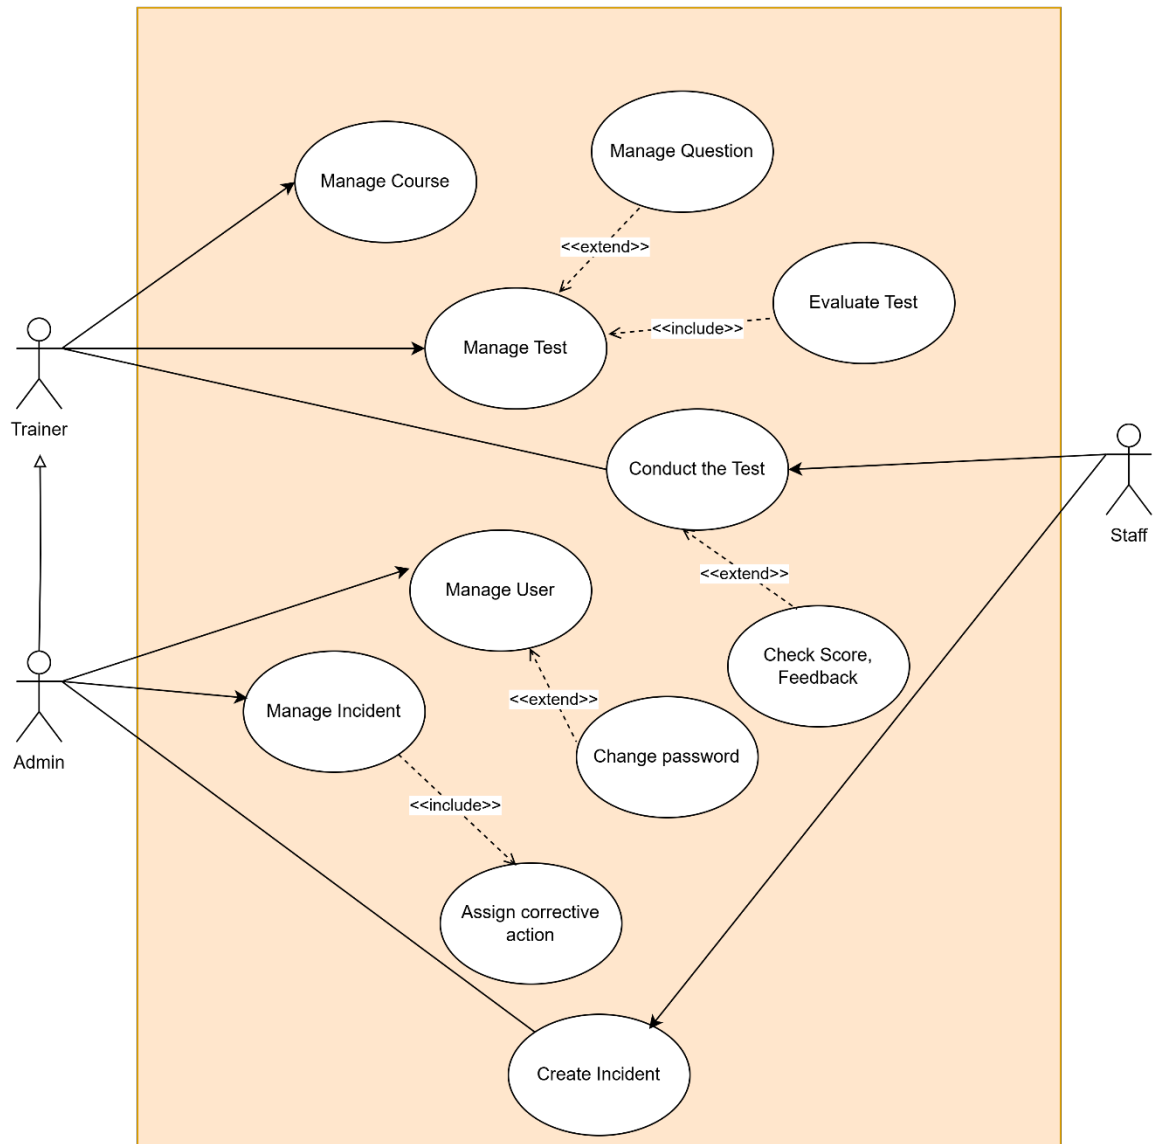 Manage Question
Manage Course
<<extend>>
Evaluate Test
<<include>>
Manage Test
Trainer
Conduct the Test
Staff
<<extend>>
Manage User
Check Score,
Feedback
<<extend>>
Manage Incident
Change password
Admin
<<include>>
Assign corrective
action
Create Incident